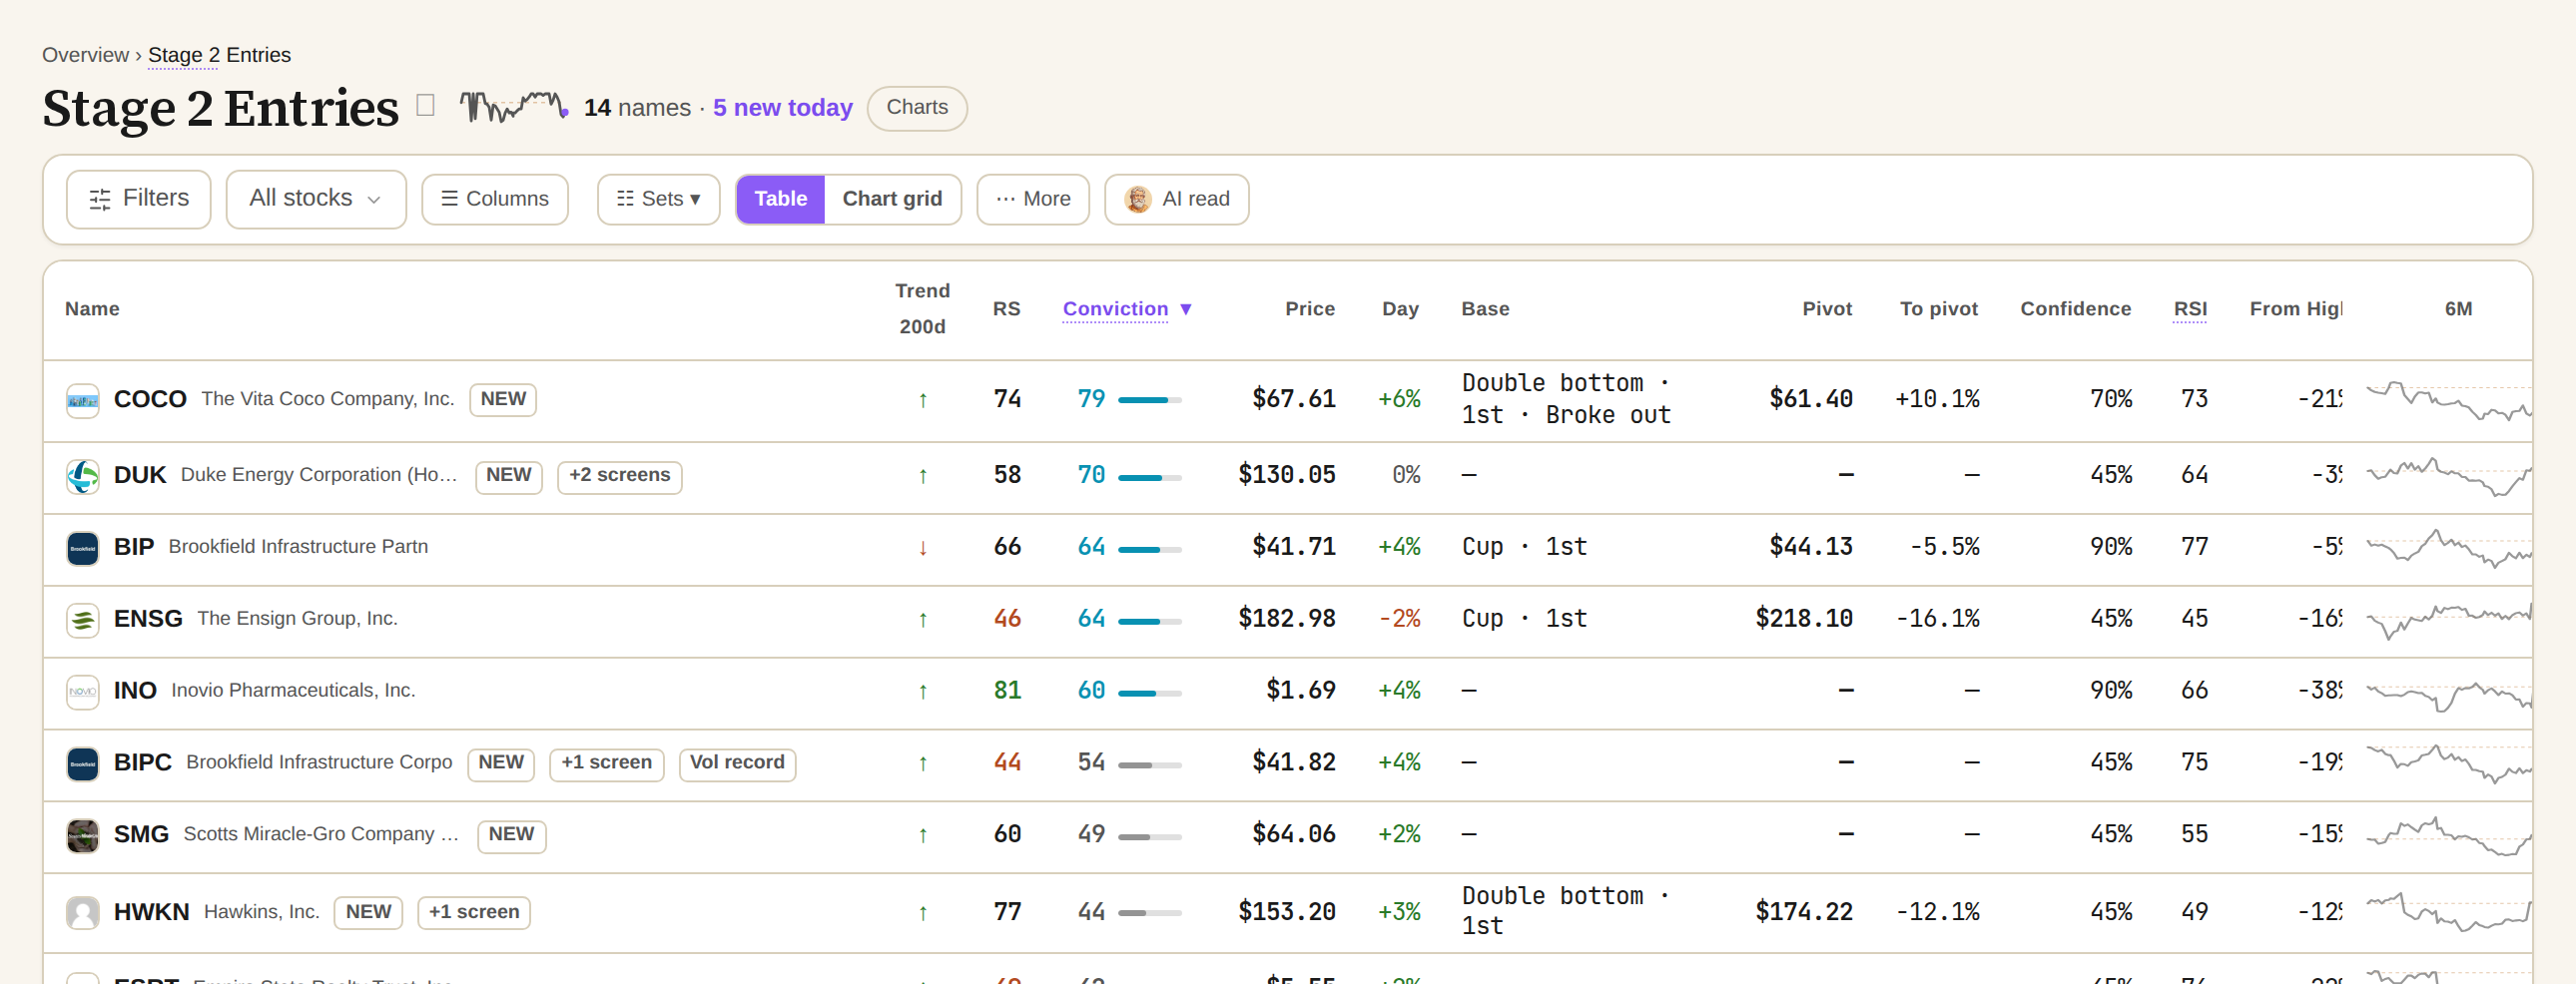 Overview › Stage 2 Entries
Stage 2 Entries 14 names · 5 new today Charts
Filters All stocks Columns Sets ▾ Table Chart grid ⋯ More AI read
Name Trend 200d RS Conviction ▼ Price Day Base Pivot To pivot Confidence RSI From High 6M
COCO The Vita Coco Company, Inc. NEW ↑ 74 79 $67.61 +6% Double bottom · 1st · Broke out $61.40 +10.1% 70% 73 -21%
DUK Duke Energy Corporation (Ho… NEW +2 screens ↑ 58 70 $130.05 0% — — — 45% 64 -3%
BIP Brookfield Infrastructure Partn ↓ 66 64 $41.71 +4% Cup · 1st $44.13 -5.5% 90% 77 -5%
ENSG The Ensign Group, Inc. ↑ 46 64 $182.98 -2% Cup · 1st $218.10 -16.1% 45% 45 -16%
INO Inovio Pharmaceuticals, Inc. ↑ 81 60 $1.69 +4% — — — 90% 66 -38%
BIPC Brookfield Infrastructure Corpo NEW +1 screen Vol record ↑ 44 54 $41.82 +4% — — — 45% 75 -19%
SMG Scotts Miracle-Gro Company … NEW ↑ 60 49 $64.06 +2% — — — 45% 55 -15%
HWKN Hawkins, Inc. NEW +1 screen ↑ 77 44 $153.20 +3% Double bottom · 1st $174.22 -12.1% 45% 49 -12%